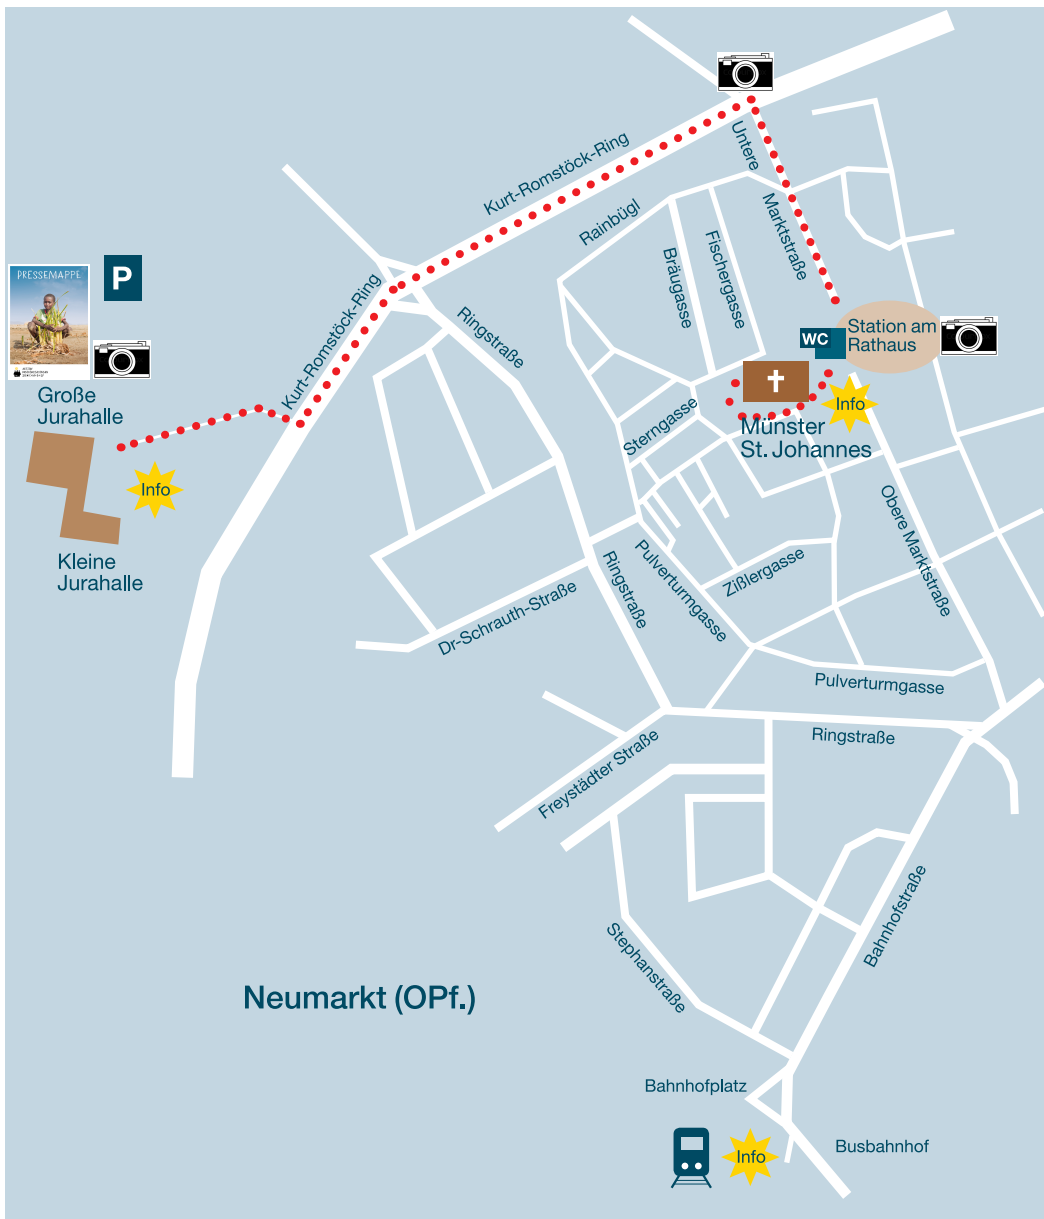 Untere
Kurt-Romstöck-Ring
Marktstraße
Rainbügl
Fischergasse
Bräugasse
PRESSEMAPPE
P
Kurt-Romstöck-Ring
Ringstraße
Station am
Rathaus
WC
Große
Jurahalle
Info
Sterngasse
Münster
St. Johannes
Info
Obere Marktstraße
Kleine
Jurahalle
Pulverturmgasse
Zißlergasse
Ringstraße
Dr-Schrauth-Straße
Pulverturmgasse
Ringstraße
Freystädter Straße
Bahnhofstraße
Stephanstraße
Neumarkt (OPf.)
Bahnhofplatz
Busbahnhof
Info